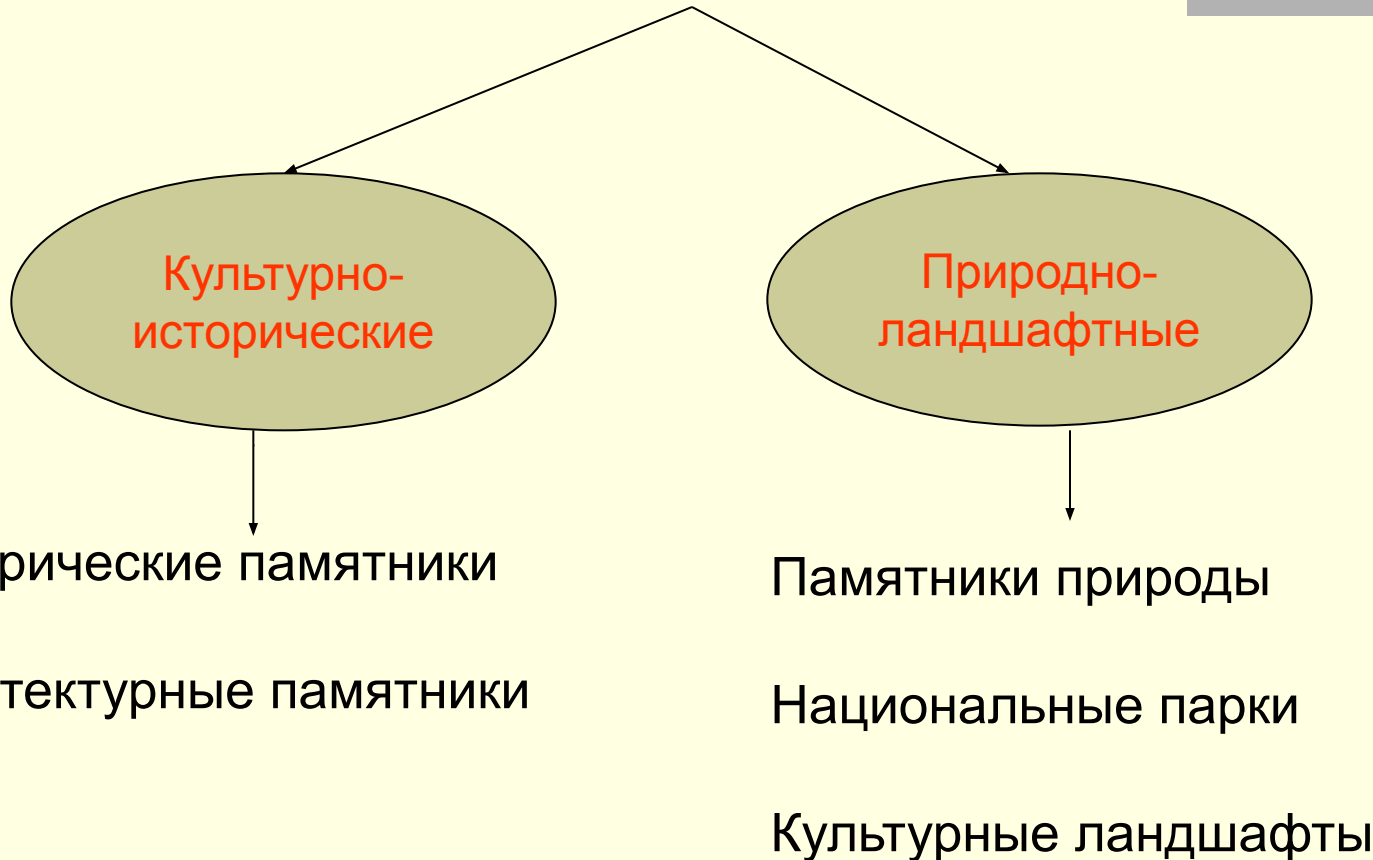 Культурно-
исторические
Природно-
ландшафтные
рические памятники
тектурные памятники
Памятники природы
Национальные парки
Культурные ландшафты